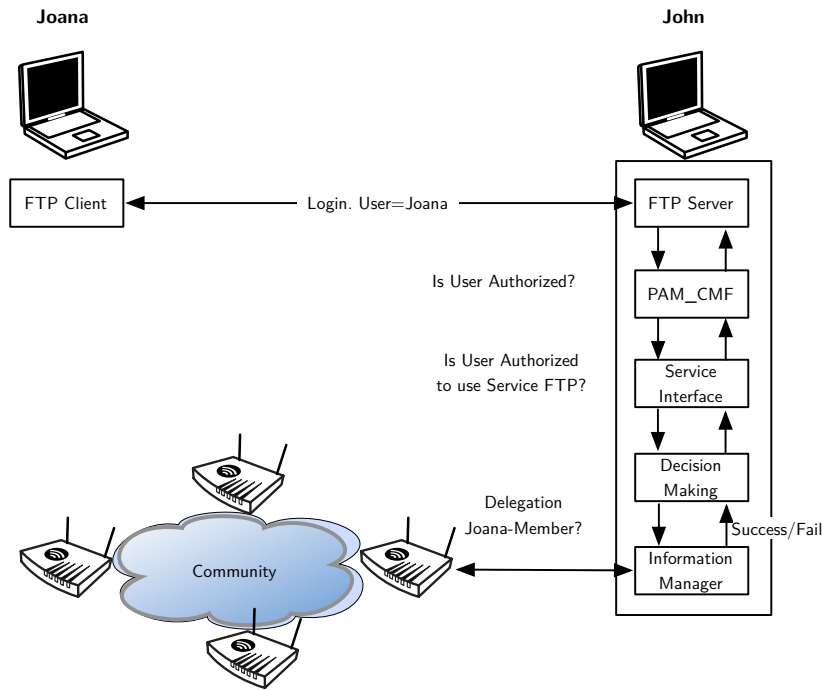 Joana
John
FTP Client
Login. User=Joana
FTP Server
Is User Authorized?
PAM_CMF
Is User Authorized
to use Service FTP?
Service
Interface
Decision
Making
Delegation
Joana-Member?
Success/Fail
Information
Manager
Community